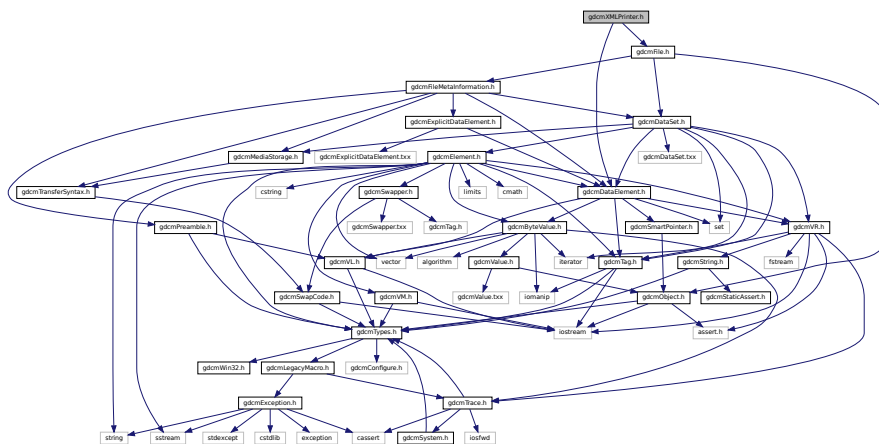 gdcmXMLPrinter.h
gdcmFile.h
gdcmFileMetaInformation.h
gdcmExplicitDataElement.h
gdcmDataSet.h
gdcmMediaStorage.h
gdcmExplicitDataElement.txx
gdcmElement.h
gdcmDataSet.txx
gdcmTransferSyntax.h
cstring
gdcmSwapper.h
limits
cmath
gdcmDataElement.h
gdcmPreamble.h
gdcmSwapper.txx
gdcmTag.h
gdcmByteValue.h
gdcmSmartPointer.h
set
gdcmVR.h
gdcmVL.h
vector
algorithm
gdcmValue.h
iterator
gdcmTag.h
gdcmString.h
fstream
gdcmSwapCode.h
gdcmVM.h
gdcmValue.txx
iomanip
gdcmObject.h
gdcmStaticAssert.h
gdcmTypes.h
iostream
assert.h
gdcmWin32.h
gdcmLegacyMacro.h
gdcmConfigure.h
gdcmException.h
gdcmTrace.h
string
sstream
stdexcept
cstdlib
exception
cassert
gdcmSystem.h
iosfwd